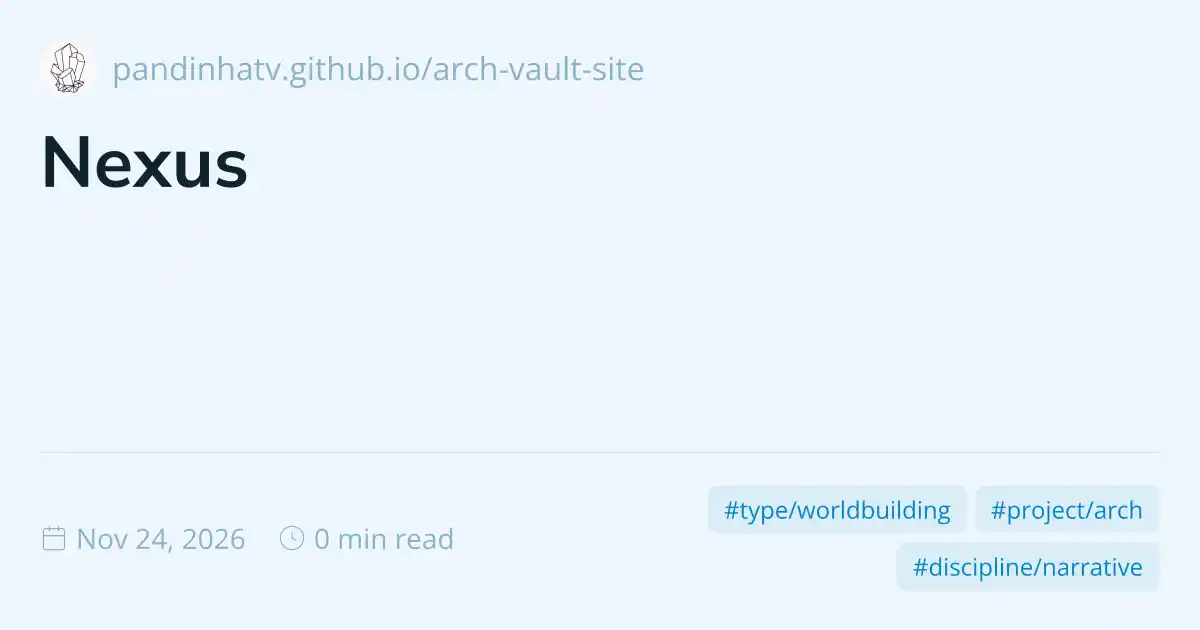 pandinhatv.github.io/arch-vault-site
Nexus
#type/worldbuilding #project/arch
Nov 24, 2026 0 min read
#discipline/narrative